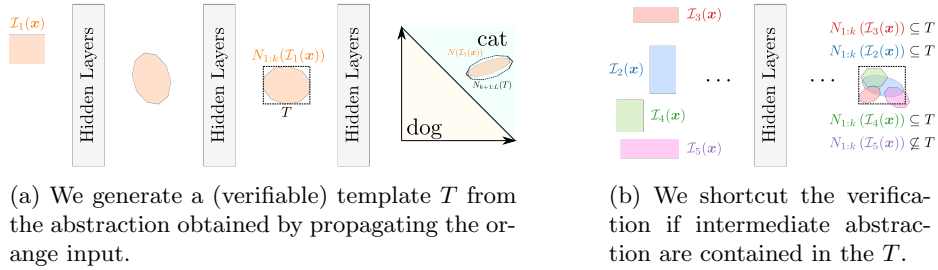 I₁(x)
Hidden Layers
Hidden Layers
N₁:ₖ(I₁(x))
T
Hidden Layers
cat
N(I₁(x))
Nₖ₊₁:L(T)
dog
(a) We generate a (verifiable) template T from
the abstraction obtained by propagating the or-
ange input.
I₃(x)
I₂(x)
I₄(x)
I₅(x)
...
Hidden Layers
...
N₁:ₖ(I₃(x)) ⊆ T
N₁:ₖ(I₂(x)) ⊆ T
N₁:ₖ(I₄(x)) ⊆ T
N₁:ₖ(I₅(x)) ⊈ T
(b) We shortcut the verifica-
tion if intermediate abstrac-
tion are contained in the T.